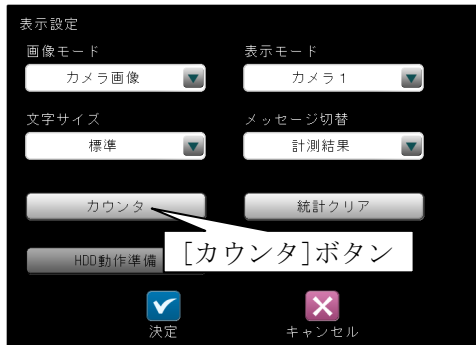 表示設定
画像モード
表示モード
カメラ画像
カメラ1
文字サイズ
メッセージ切替
標準
計測結果
カウンタ
統計クリア
HDD動作準備
[カウンタ]ボタン
決定
キャンセル